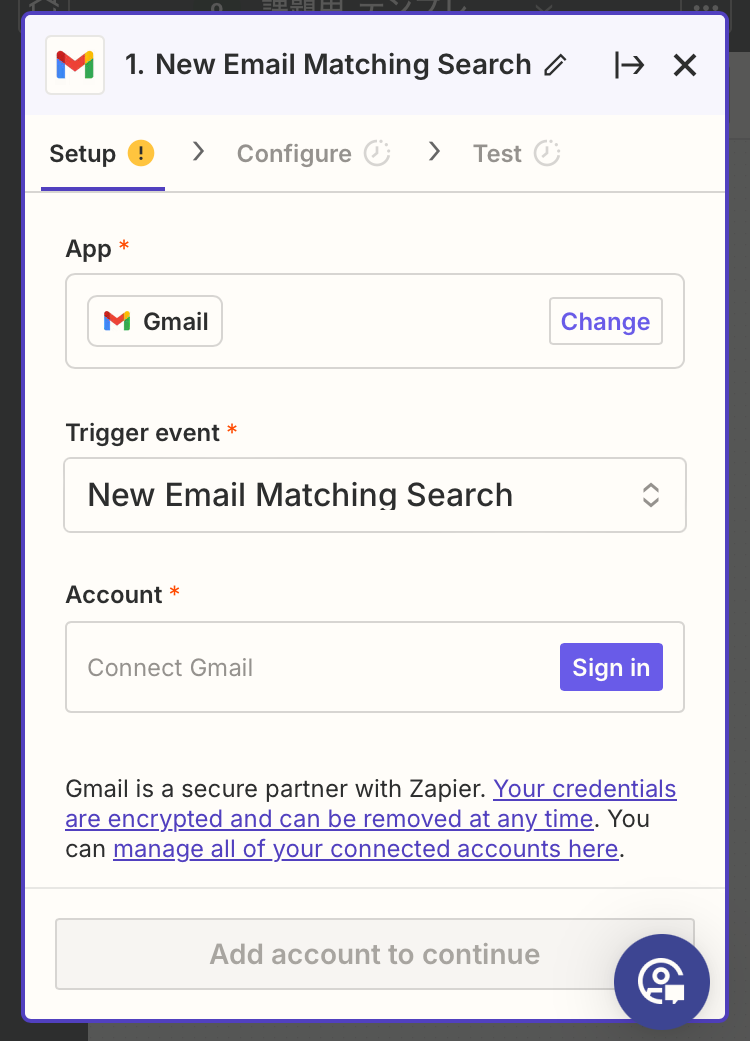 1. New Email Matching Search
Setup
Configure
Test
App *
Gmail
Change
Trigger event *
New Email Matching Search
Account *
Connect Gmail
Sign in
Gmail is a secure partner with Zapier. Your credentials
are encrypted and can be removed at any time. You
can manage all of your connected accounts here.
Add account to continue